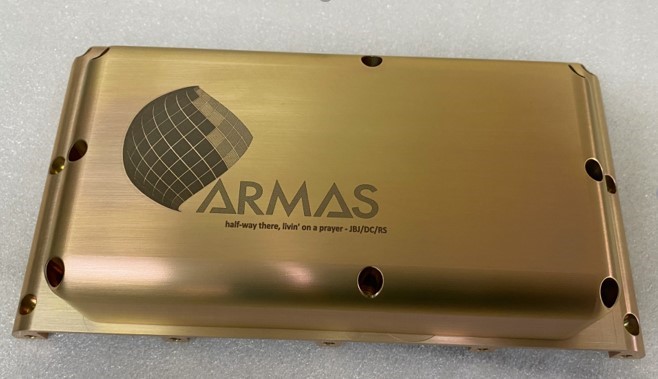 ARMAS
half-way there, livin' on a prayer - JBJ/DC/RS